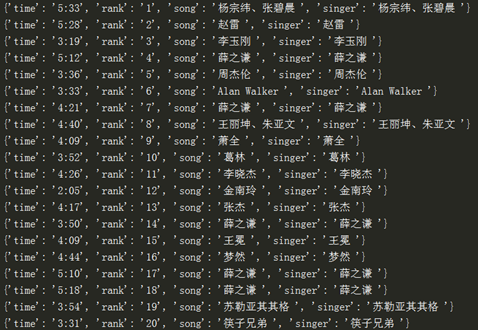 {'time': '5:33', 'rank': '1', 'song': '杨宗纬、张碧晨 ', 'singer': '杨宗纬、张碧晨 '}
{'time': '5:28', 'rank': '2', 'song': '赵雷 ', 'singer': '赵雷 '}
{'time': '3:19', 'rank': '3', 'song': '李玉刚 ', 'singer': '李玉刚 '}
{'time': '5:12', 'rank': '4', 'song': '薛之谦 ', 'singer': '薛之谦 '}
{'time': '3:36', 'rank': '5', 'song': '周杰伦 ', 'singer': '周杰伦 '}
{'time': '3:33', 'rank': '6', 'song': 'Alan Walker ', 'singer': 'Alan Walker '}
{'time': '4:21', 'rank': '7', 'song': '薛之谦 ', 'singer': '薛之谦 '}
{'time': '4:40', 'rank': '8', 'song': '王丽坤、朱亚文 ', 'singer': '王丽坤、朱亚文 '}
{'time': '4:09', 'rank': '9', 'song': '萧全 ', 'singer': '萧全 '}
{'time': '3:52', 'rank': '10', 'song': '葛林 ', 'singer': '葛林 '}
{'time': '4:26', 'rank': '11', 'song': '李晓杰 ', 'singer': '李晓杰 '}
{'time': '2:05', 'rank': '12', 'song': '金南玲 ', 'singer': '金南玲 '}
{'time': '4:17', 'rank': '13', 'song': '张杰 ', 'singer': '张杰 '}
{'time': '3:50', 'rank': '14', 'song': '薛之谦 ', 'singer': '薛之谦 '}
{'time': '4:09', 'rank': '15', 'song': '王冕 ', 'singer': '王冕 '}
{'time': '4:44', 'rank': '16', 'song': '梦然 ', 'singer': '梦然 '}
{'time': '5:10', 'rank': '17', 'song': '薛之谦 ', 'singer': '薛之谦 '}
{'time': '5:18', 'rank': '18', 'song': '薛之谦 ', 'singer': '薛之谦 '}
{'time': '3:54', 'rank': '19', 'song': '苏勒亚其其格 ', 'singer': '苏勒亚其其格 '}
{'time': '3:31', 'rank': '20', 'song': '筷子兄弟 ', 'singer': '筷子兄弟 '}